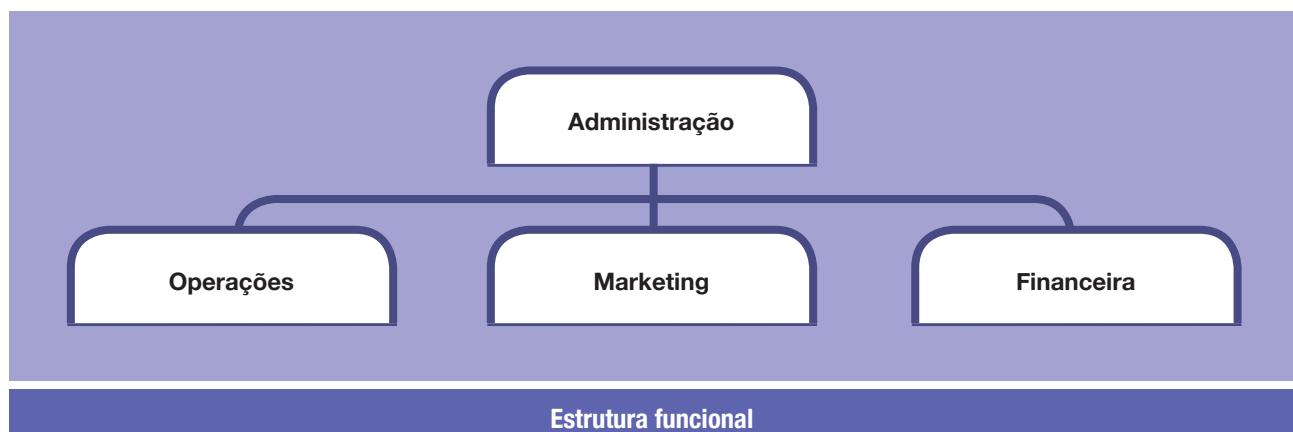 Administração
Operações
Marketing
Financeira
Estrutura funcional